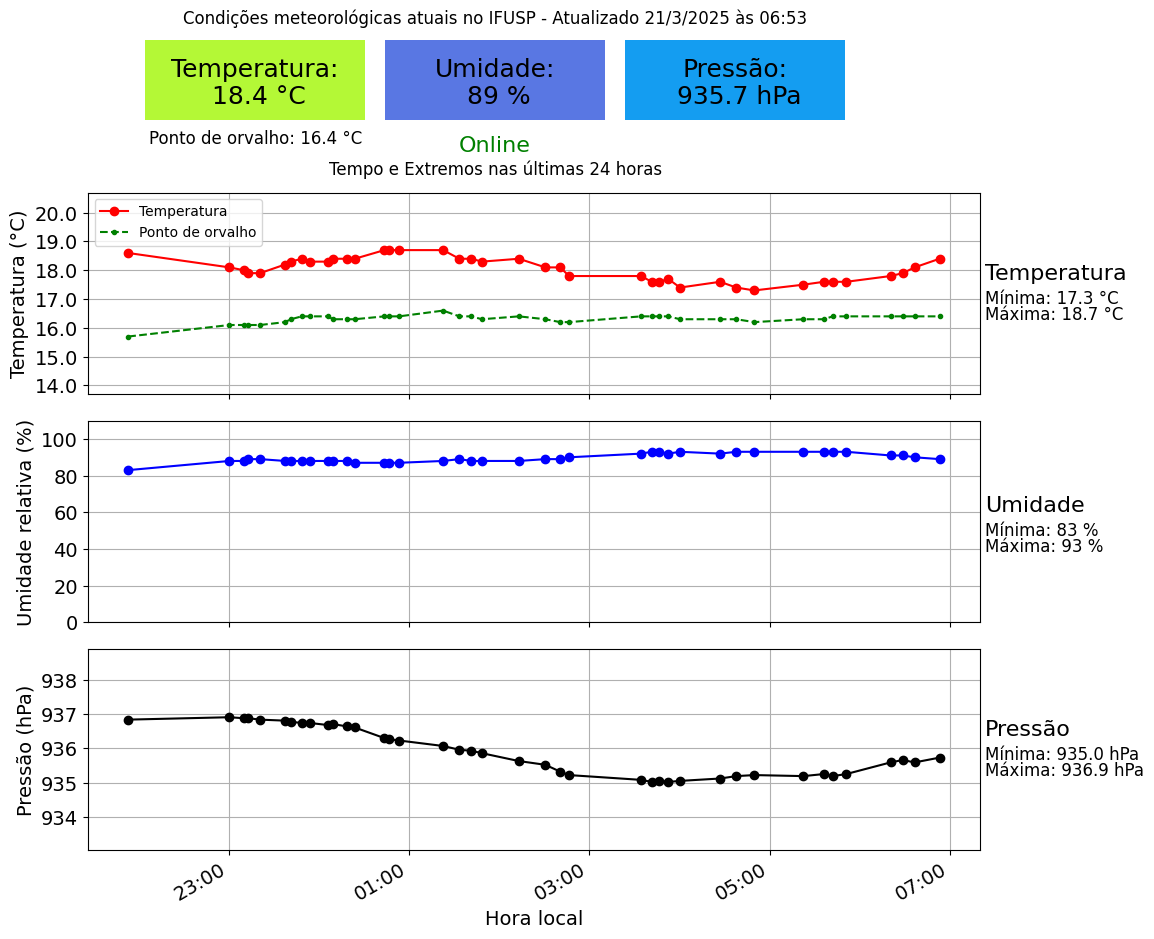 Condições meteorológicas atuais no IFUSP - Atualizado 21/3/2025 às 06:53
Temperatura:
18.4 °C
Umidade:
89 %
Pressão:
935.7 hPa
Ponto de orvalho: 16.4 °C
Online
Tempo e Extremos nas últimas 24 horas
Temperatura (°C)
20.0
19.0
18.0
17.0
16.0
15.0
14.0
Temperatura
Ponto de orvalho
Temperatura
Mínima: 17.3 °C
Máxima: 18.7 °C
Umidade relativa (%)
100
80
60
40
20
0
Umidade
Mínima: 83 %
Máxima: 93 %
Pressão (hPa)
938
937
936
935
934
Pressão
Mínima: 935.0 hPa
Máxima: 936.9 hPa
23:00
01:00
03:00
05:00
07:00
Hora local